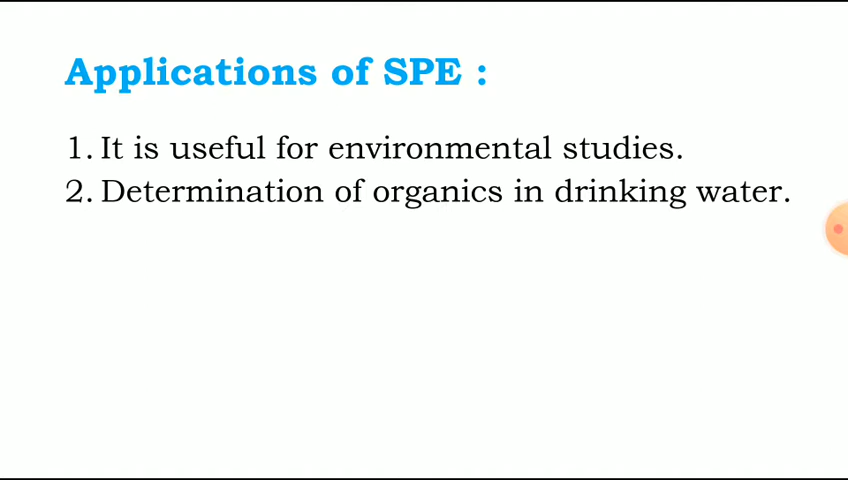 Applications of SPE :
1. It is useful for environmental studies.
2. Determination of organics in drinking water.